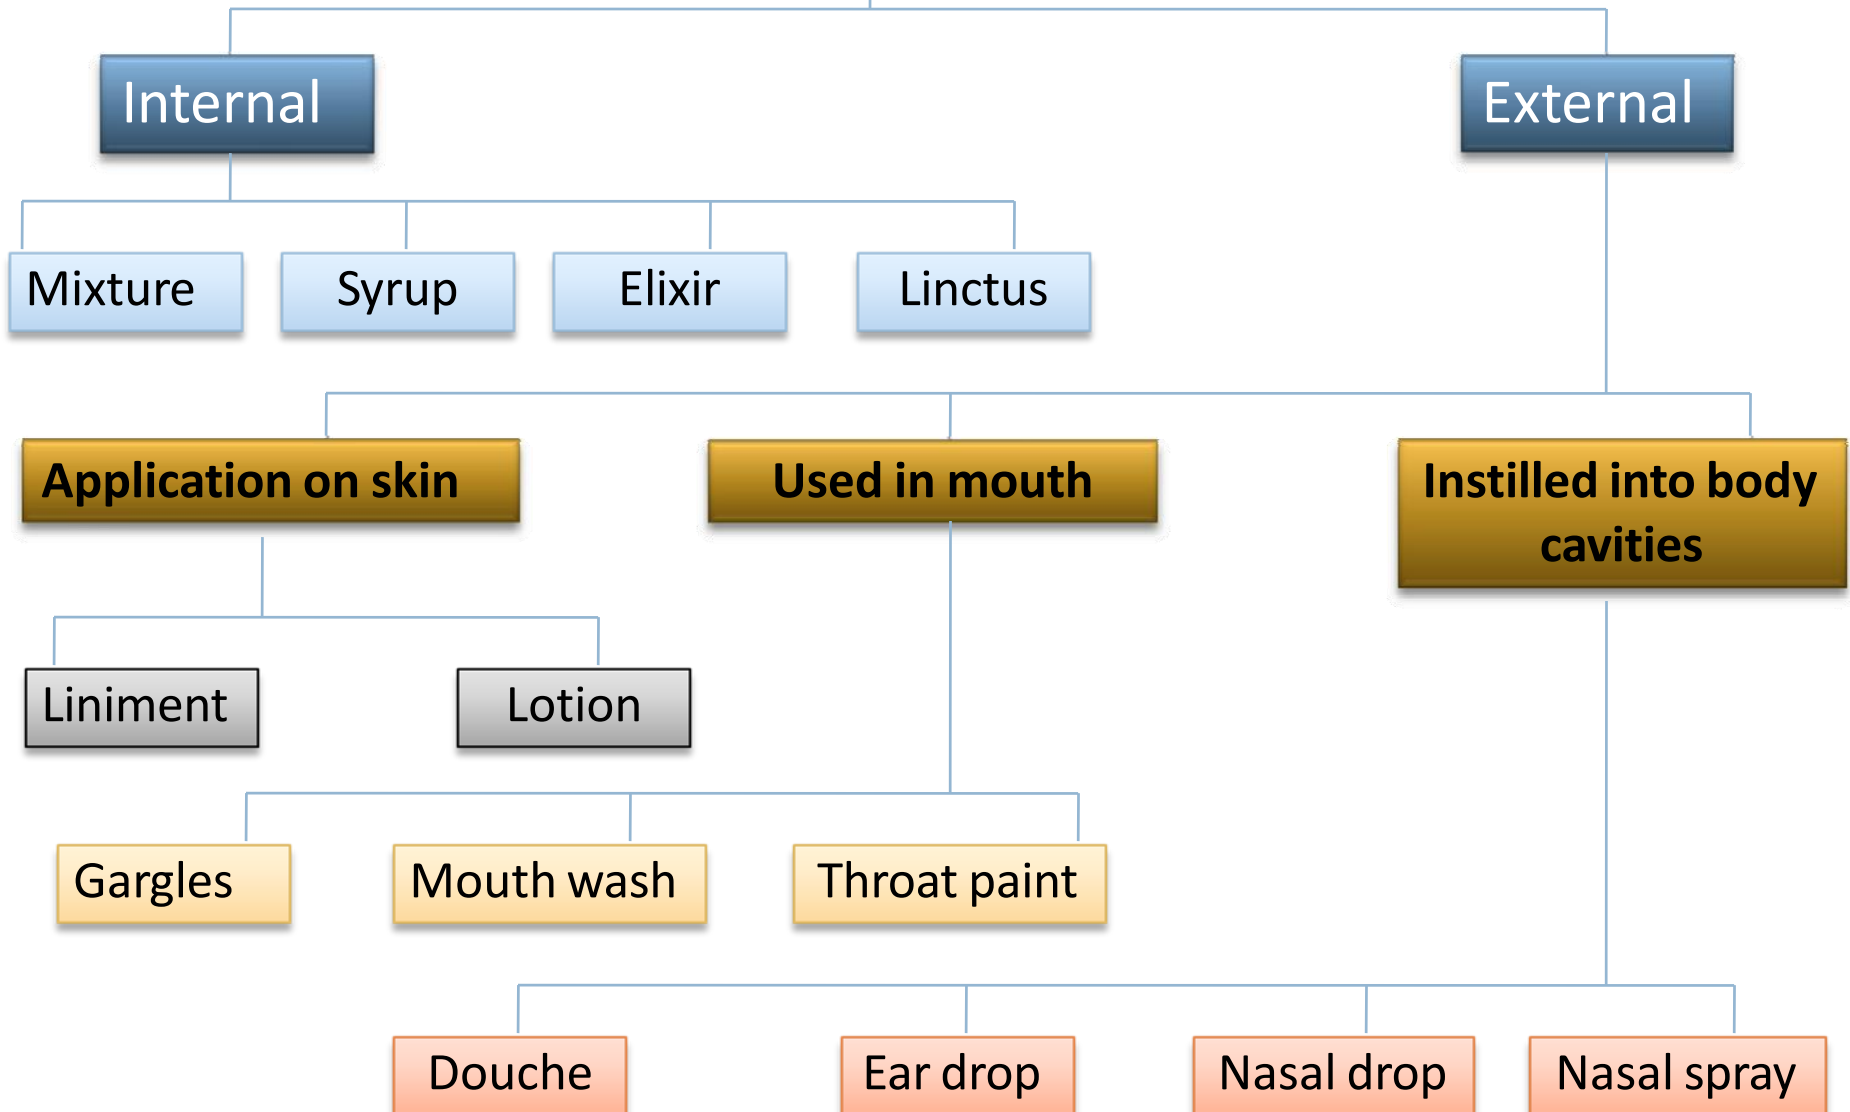 Internal
External
Mixture
Syrup
Elixir
Linctus
Application on skin
Used in mouth
Instilled into body
cavities
Liniment
Lotion
Gargles
Mouth wash
Throat paint
Douche
Ear drop
Nasal drop
Nasal spray